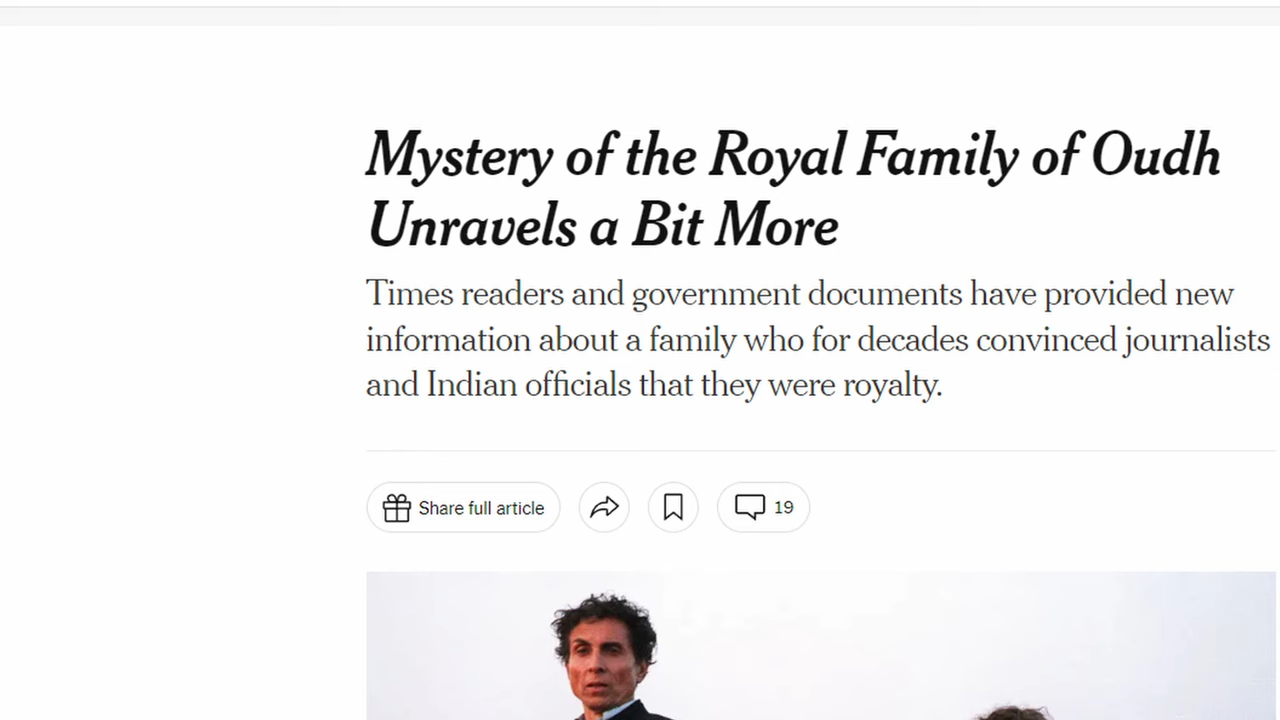 Mystery of the Royal Family of Oudh
Unravels a Bit More
Times readers and government documents have provided new
information about a family who for decades convinced journalists
and Indian officials that they were royalty.
Share full article
19